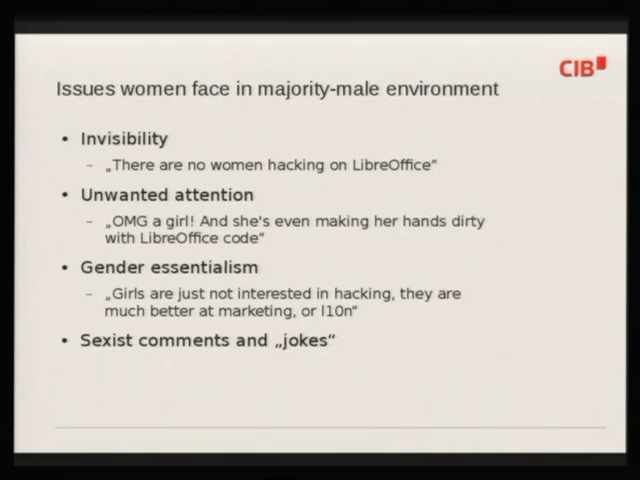 CIB
Issues women face in majority-male environment
• Invisibility
– „There are no women hacking on LibreOffice“
• Unwanted attention
– „OMG a girl! And she's even making her hands dirty
with LibreOffice code“
• Gender essentialism
– „Girls are just not interested in hacking, they are
much better at marketing, or l10n“
• Sexist comments and „jokes“